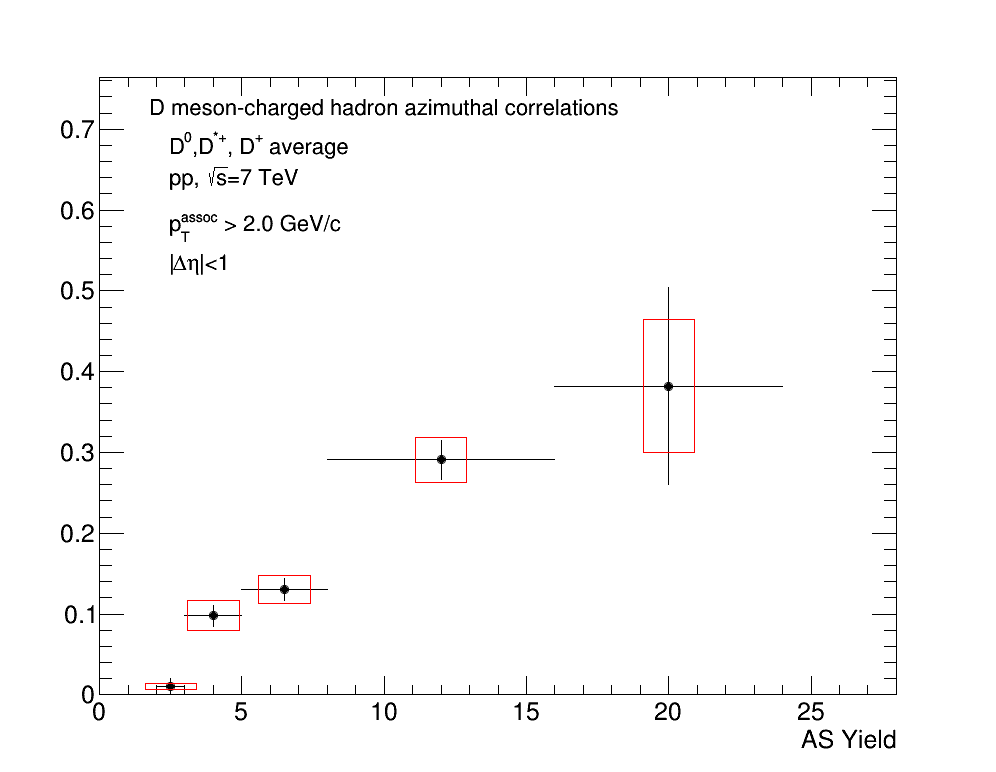 D meson-charged hadron azimuthal correlations
D⁰,D*⁺, D⁺ average
pp, √s=7 TeV
p_T^assoc > 2.0 GeV/c
|Δη|<1
0.7
0.6
0.5
0.4
0.3
0.2
0.1
0
0 5 10 15 20 25
AS Yield